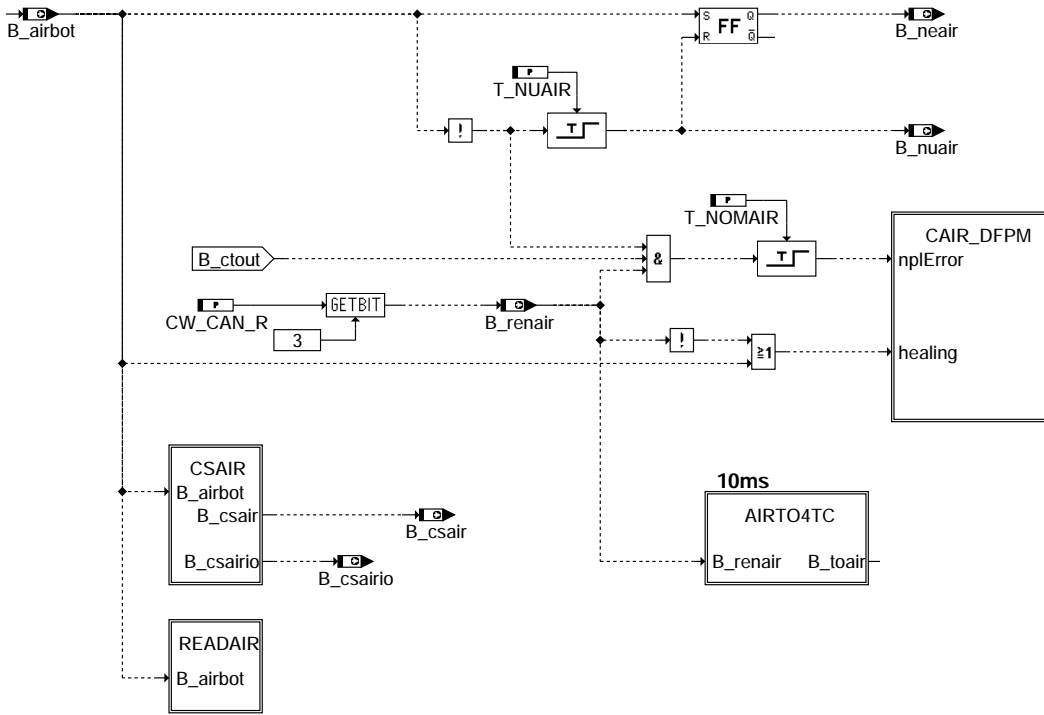 B_airbot
S Q
FF
R Q̅
B_neair
P
T_NUAIR
!
T
B_nuair
P
T_NOMAIR
B_ctout
&
T
CAIR_DFPM
nplError
P
CW_CAN_R
GETBIT
3
B_renair
!
≥1
healing
CSAIR
B_airbot
B_csair
B_csairio
B_csair
B_csairio
10ms
AIRTO4TC
B_renair B_toair
READAIR
B_airbot